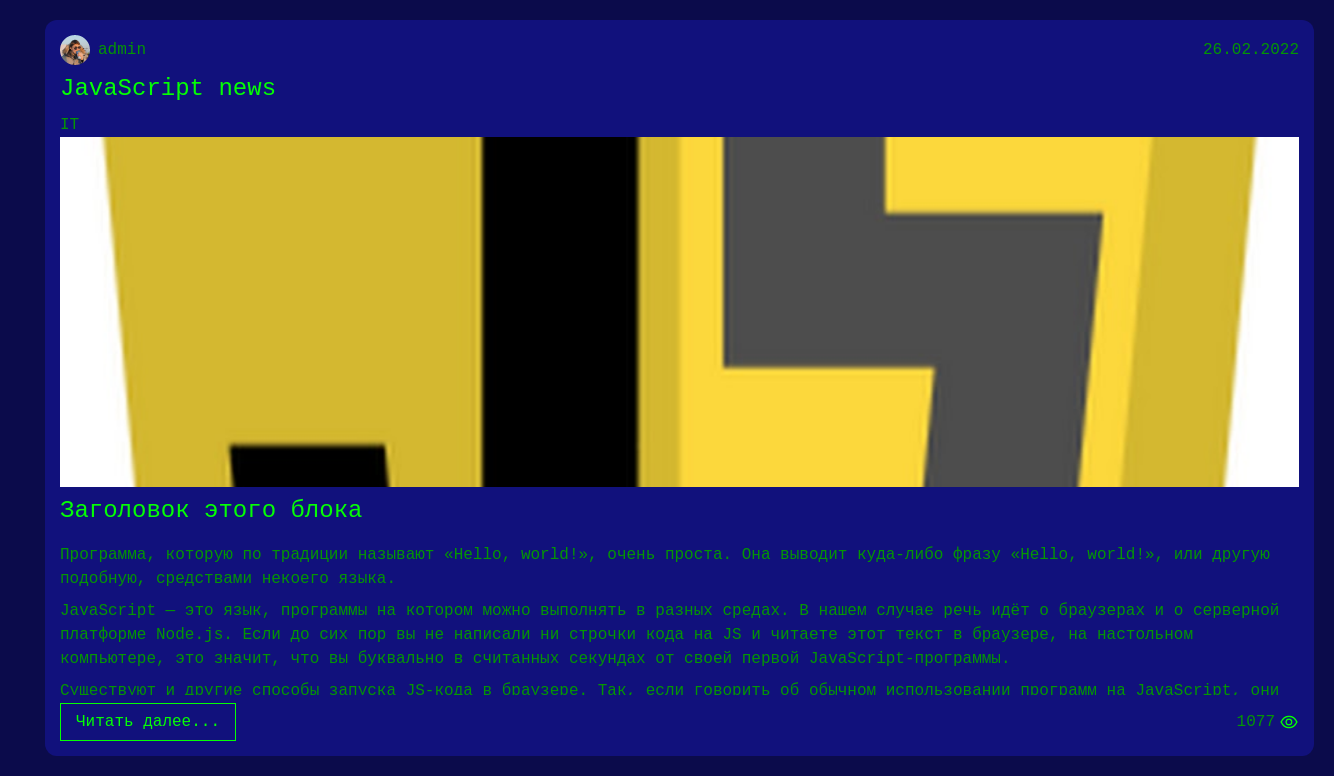 admin
26.02.2022
JavaScript news
IT
Заголовок этого блока
Программа, которую по традиции называют «Hello, world!», очень проста. Она выводит куда-либо фразу «Hello, world!», или другую
подобную, средствами некоего языка.
JavaScript — это язык, программы на котором можно выполнять в разных средах. В нашем случае речь идёт о браузерах и о серверной
платформе Node.js. Если до сих пор вы не написали ни строчки кода на JS и читаете этот текст в браузере, на настольном
компьютере, это значит, что вы буквально в считанных секундах от своей первой JavaScript-программы.
Существуют и другие способы запуска JS-кода в браузере. Так, если говорить об обычном использовании программ на JavaScript, они
Читать далее...
1077